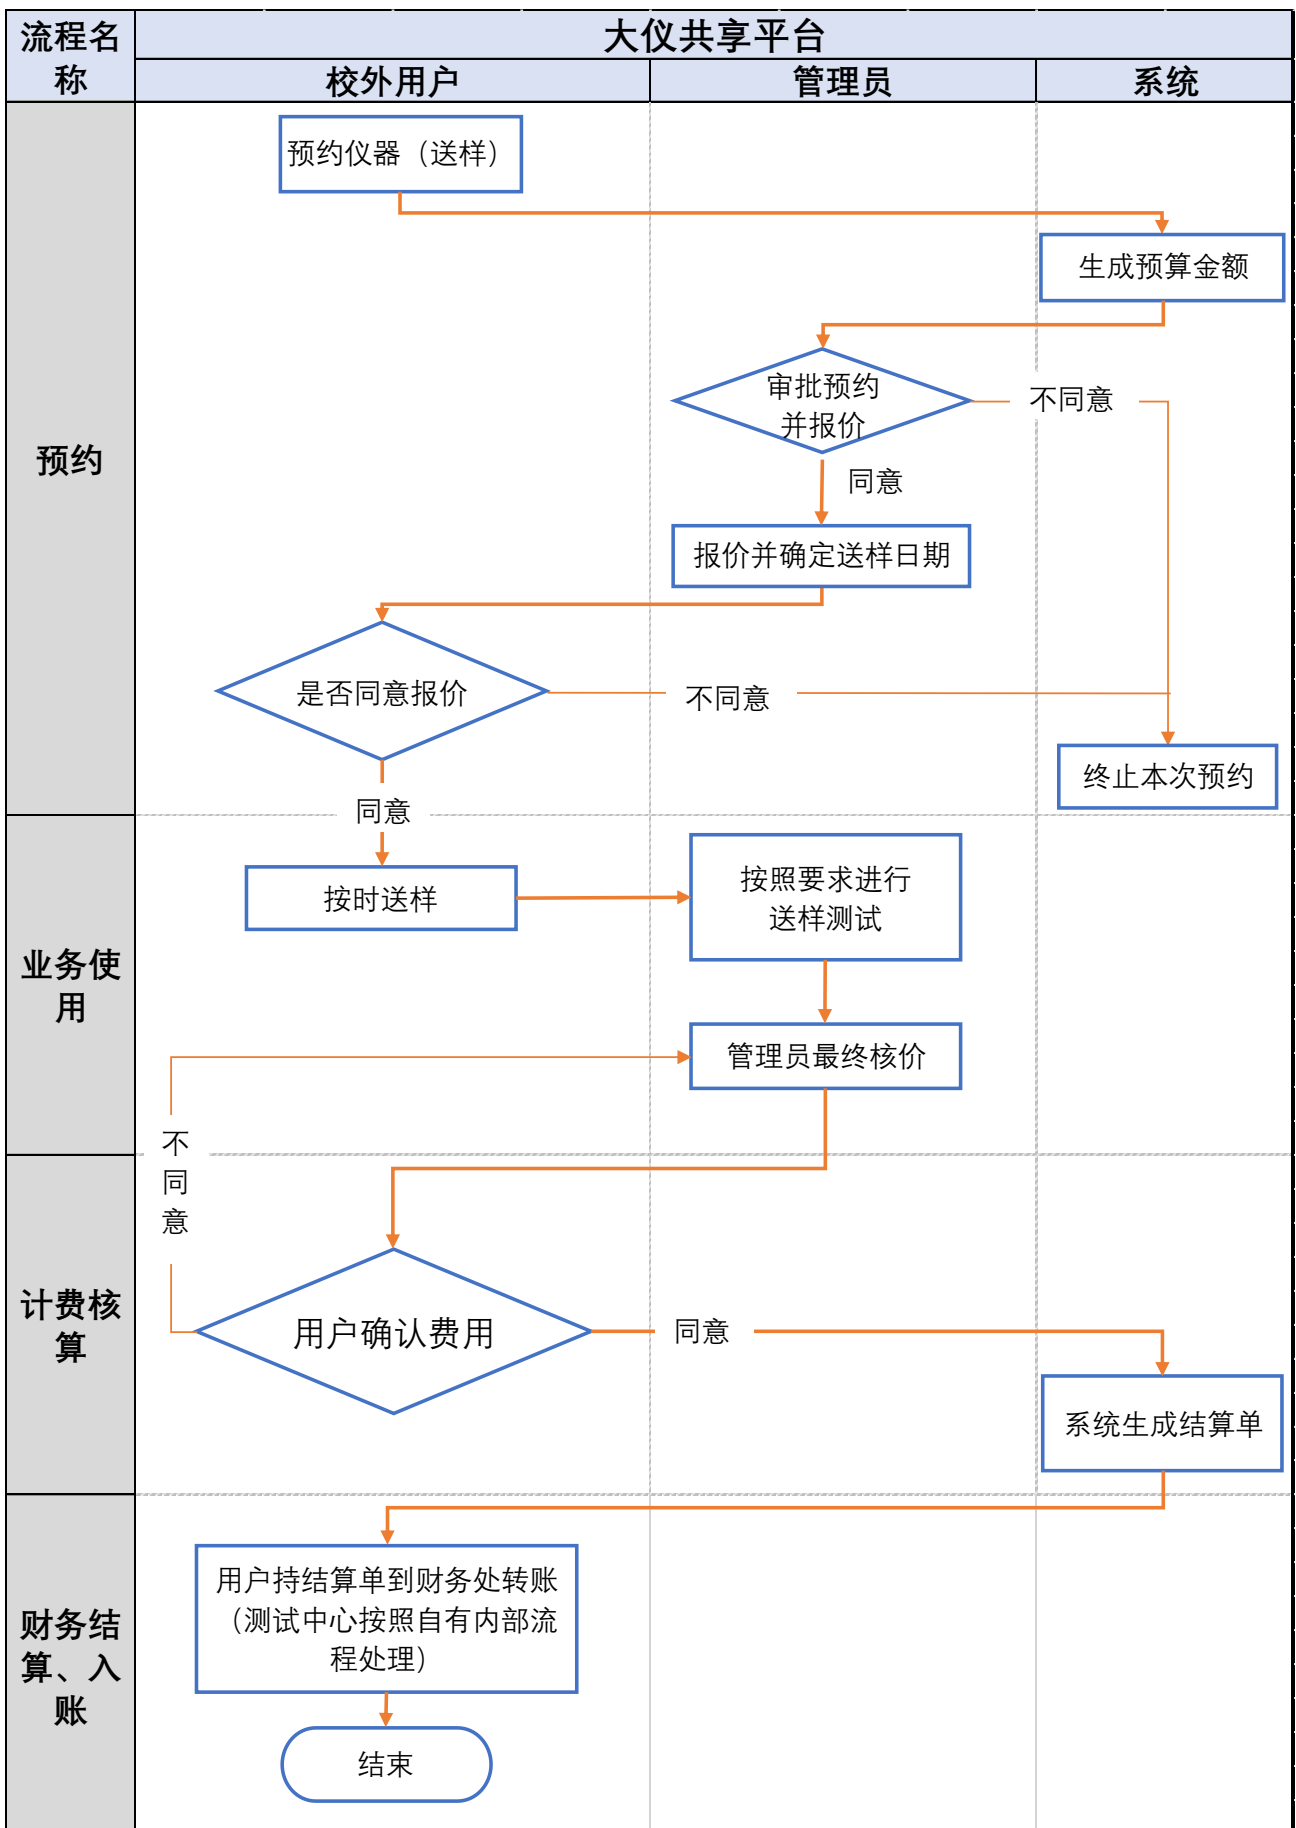 流程名
称
大仪共享平台
校外用户
管理员
系统
预约
预约仪器（送样）
生成预算金额
审批预约
并报价
不同意
同意
报价并确定送样日期
是否同意报价
不同意
终止本次预约
同意
业务使
用
按时送样
按照要求进行
送样测试
管理员最终核价
不
同
意
计费核
算
用户确认费用
同意
系统生成结算单
财务结
算、入
账
用户持结算单到财务处转账
（测试中心按照自有内部流
程处理）
结束